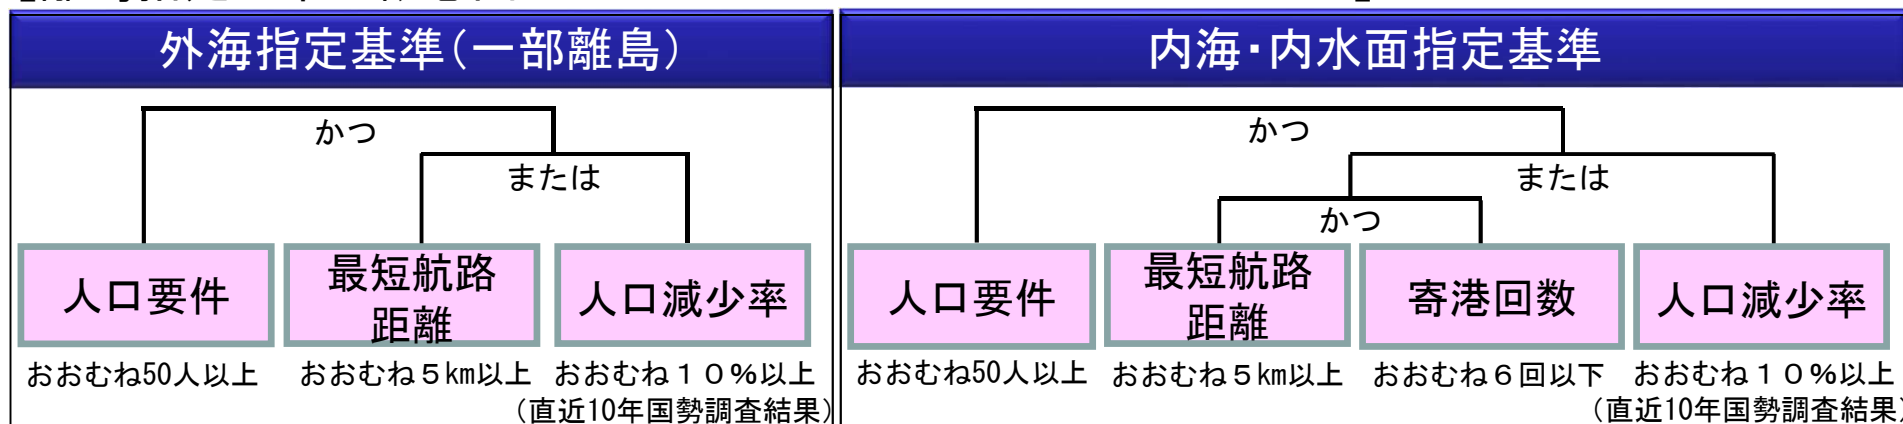 外海指定基準（一部離島）
かつ
または
人口要件
最短航路
距離
人口減少率
おおむね50人以上
おおむね５km以上
おおむね１０％以上
（直近10年国勢調査結果）
内海・内水面指定基準
かつ
または
かつ
人口要件
最短航路
距離
寄港回数
人口減少率
おおむね50人以上
おおむね５km以上
おおむね６回以下
おおむね１０％以上
（直近10年国勢調査結果）